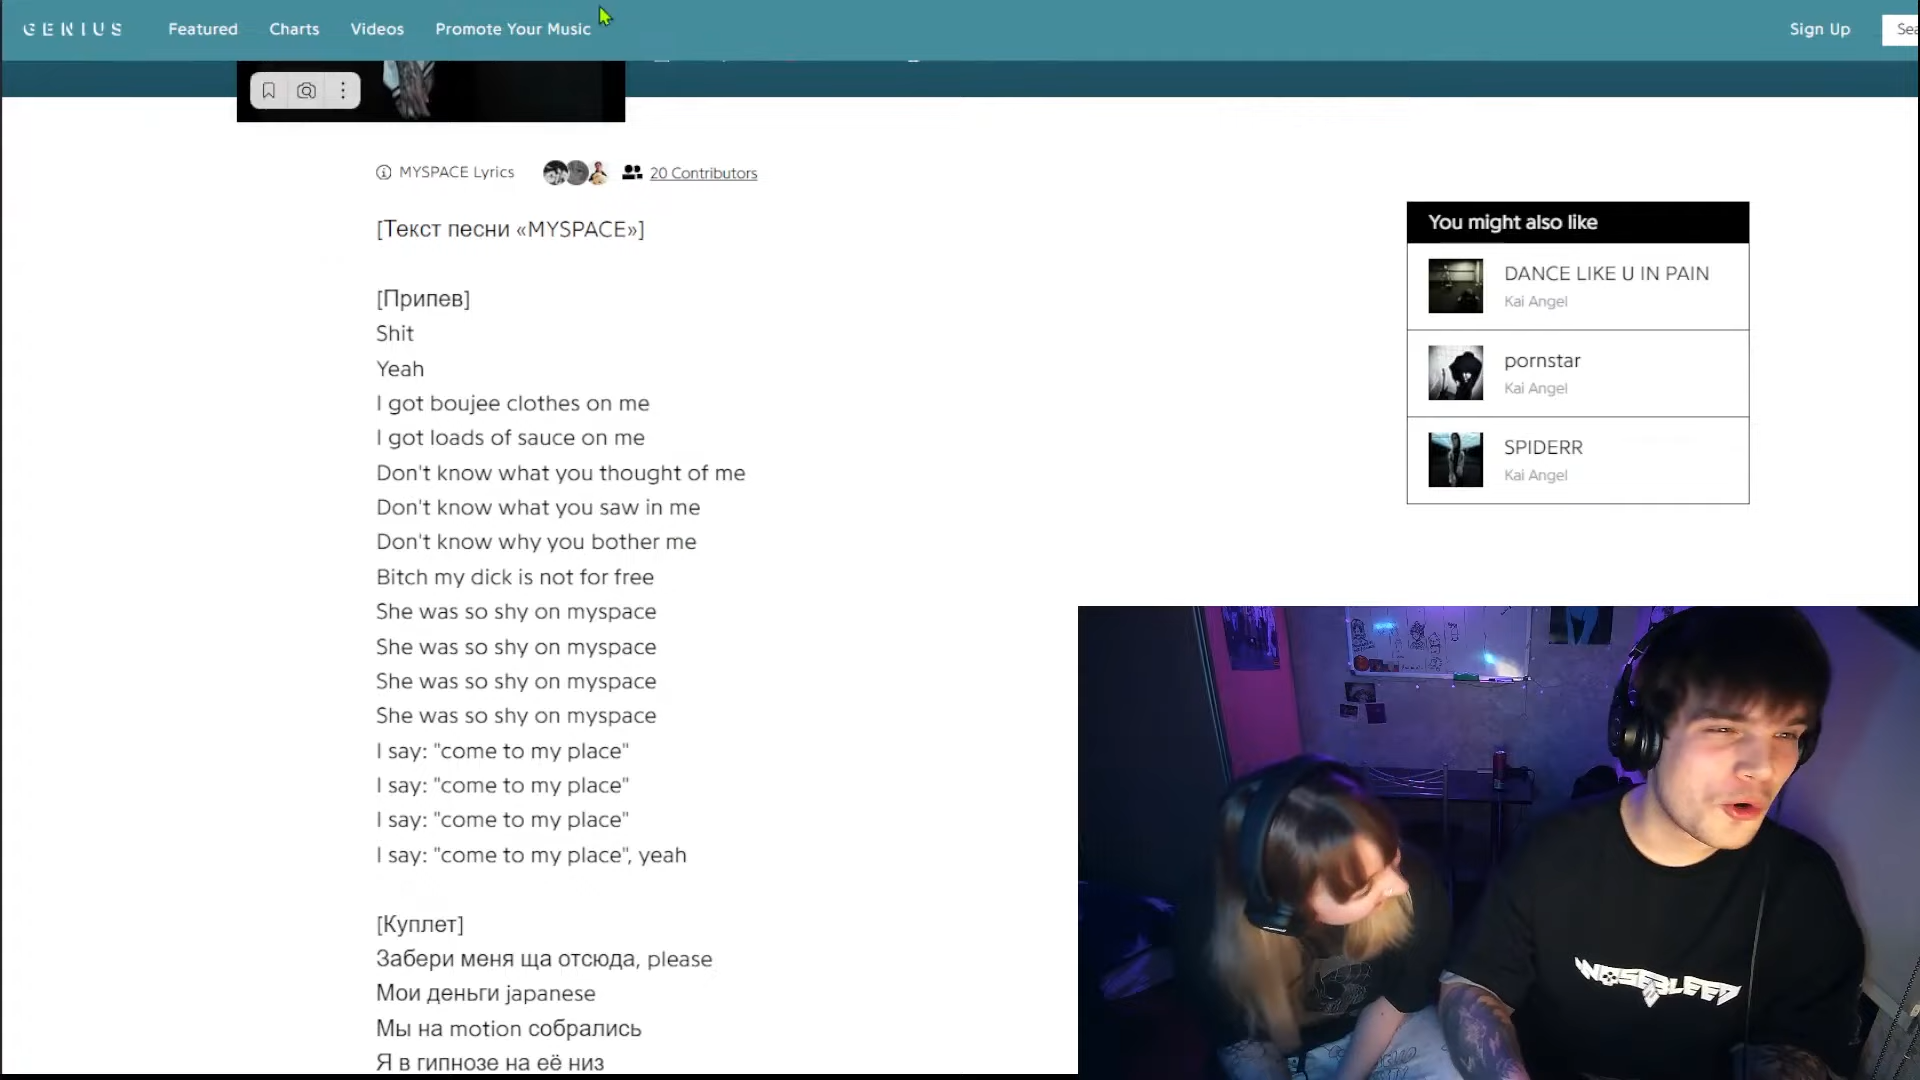 GENIUS
Featured
Charts
Videos
Promote Your Music
Sign Up
Sea
MYSPACE Lyrics
20 Contributors
[Текст песни «MYSPACE»]
[Припев]
Shit
Yeah
I got boujee clothes on me
I got loads of sauce on me
Don't know what you thought of me
Don't know what you saw in me
Don't know why you bother me
Bitch my dick is not for free
She was so shy on myspace
She was so shy on myspace
She was so shy on myspace
She was so shy on myspace
I say: "come to my place"
I say: "come to my place"
I say: "come to my place"
I say: "come to my place", yeah
[Куплет]
Забери меня ща отсюда, please
Мои деньги japanese
Мы на motion собрались
Я в гипнозе на её низ
You might also like
DANCE LIKE U IN PAIN
Kai Angel
pornstar
Kai Angel
SPIDERR
Kai Angel
NOSEBLEED